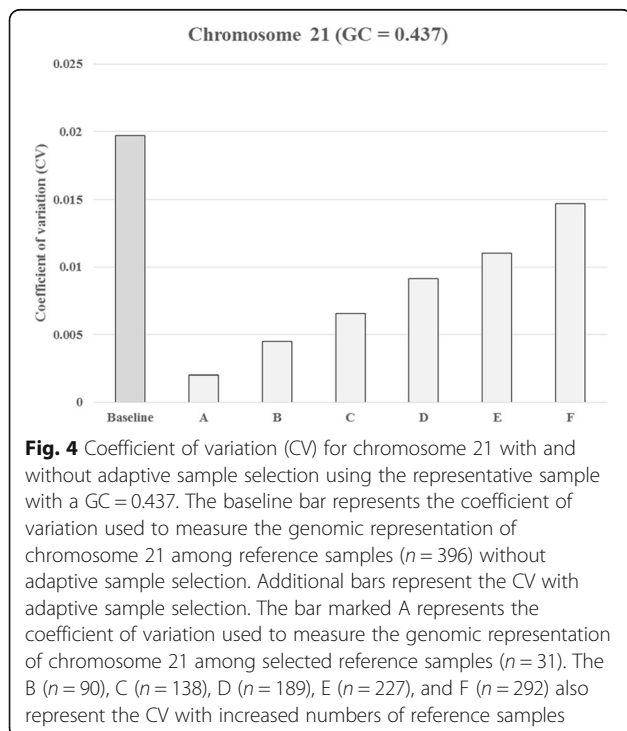 Chromosome 21 (GC = 0.437)
0.025
0.02
0.015
0.01
0.005
0
Coefficient of variation (CV)
Baseline A B C D E F
Fig. 4 Coefficient of variation (CV) for chromosome 21 with and
without adaptive sample selection using the representative sample
with a GC = 0.437. The baseline bar represents the coefficient of
variation used to measure the genomic representation of
chromosome 21 among reference samples (n = 396) without
adaptive sample selection. Additional bars represent the CV with
adaptive sample selection. The bar marked A represents the
coefficient of variation used to measure the genomic representation
of chromosome 21 among selected reference samples (n = 31). The
B (n = 90), C (n = 138), D (n = 189), E (n = 227), and F (n = 292) also
represent the CV with increased numbers of reference samples